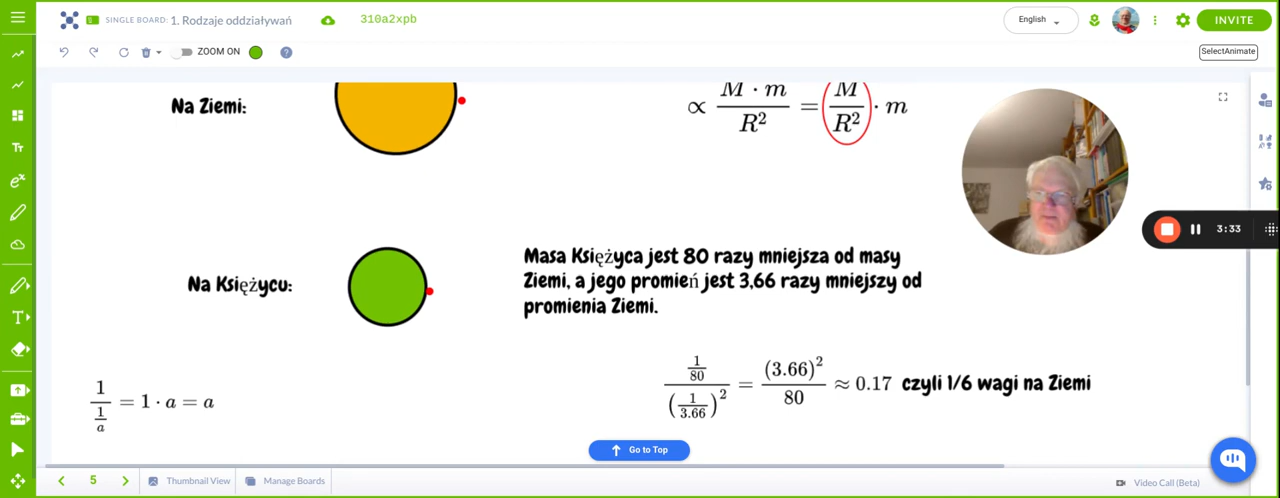 SINGLE BOARD: 1. Rodzaje oddziaływań 310a2xpb English INVITE
ZOOM ON SelectAnimate
Na Ziemi:
∝ M · m / R² = M / R² · m
3:33
Na Księżycu:
Masa Księżyca jest 80 razy mniejsza od masy
Ziemi, a jego promień jest 3,66 razy mniejszy od
promienia Ziemi.
1 / (1/a) = 1 · a = a
(1/80) / (1/3.66)² = (3.66)² / 80 ≈ 0.17 czyli 1/6 wagi na Ziemi
Go to Top
5 Thumbnail View Manage Boards Video Call (Beta)